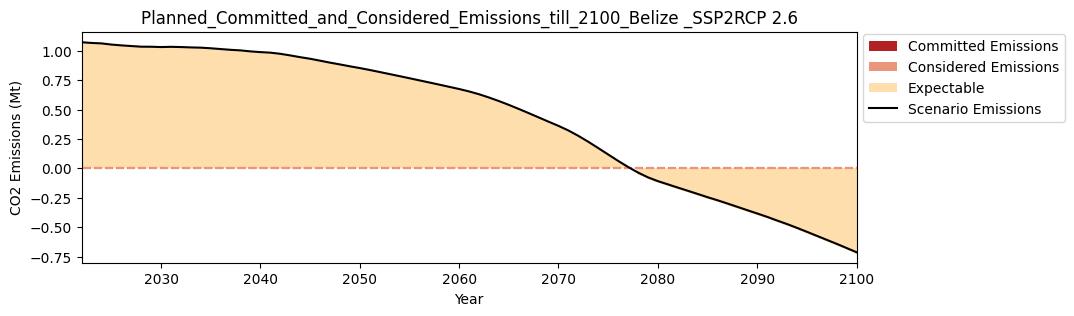 Planned_Committed_and_Considered_Emissions_till_2100_Belize _SSP2RCP 2.6
CO2 Emissions (Mt)
1.00
0.75
0.50
0.25
0.00
−0.25
−0.50
−0.75
2030 2040 2050 2060 2070 2080 2090 2100
Year
Committed Emissions
Considered Emissions
Expectable
Scenario Emissions